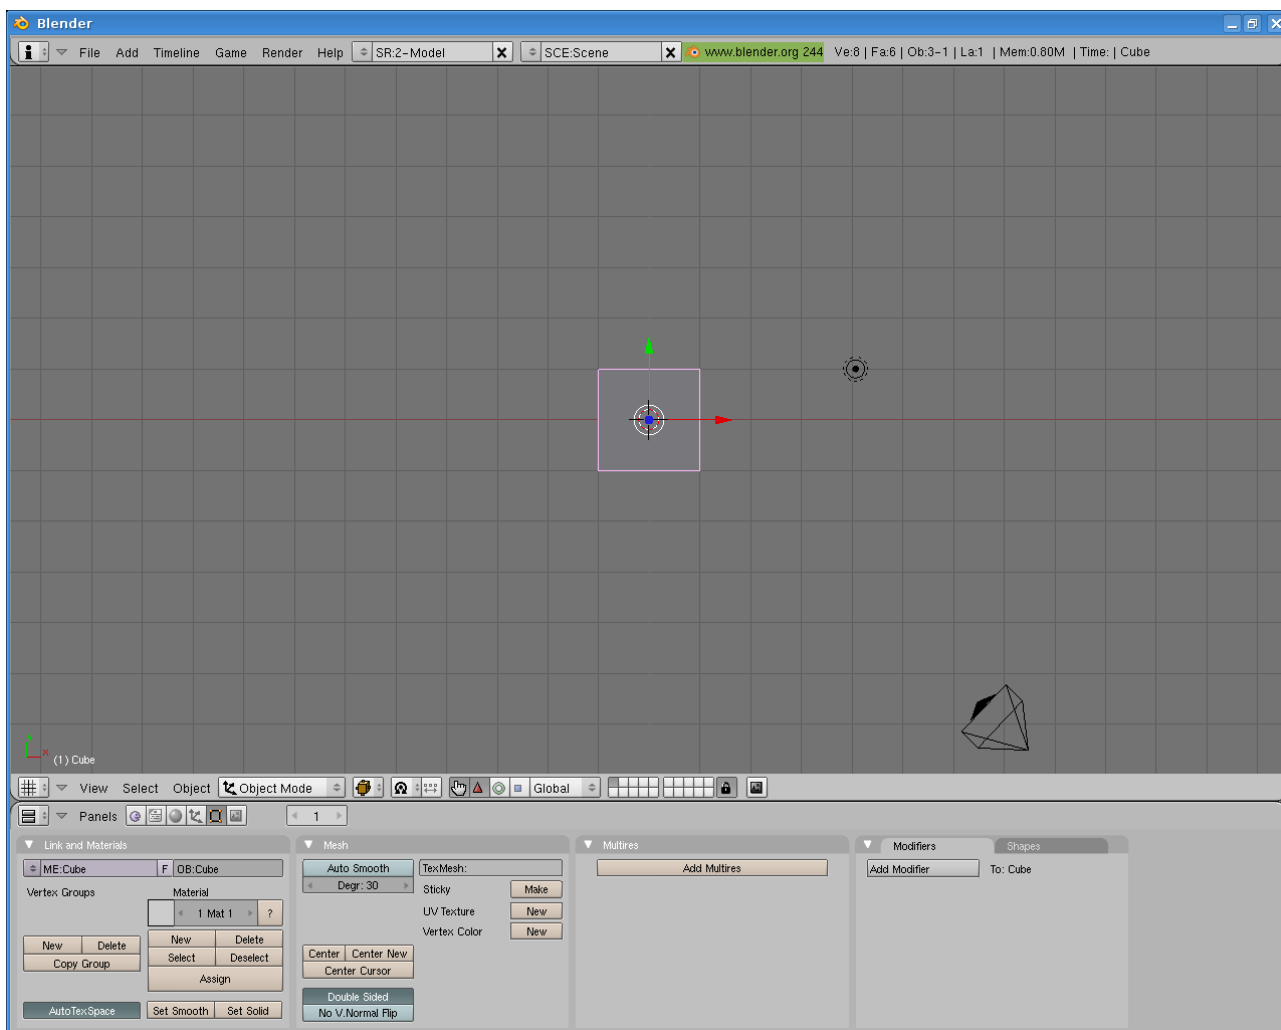 Blender
File Add Timeline Game Render Help SR:2-Model SCE:Scene www.blender.org 244 Ve:8 | Fa:6 | Ob:3-1 | La:1 | Mem:0.80M | Time: | Cube
(1) Cube
View Select Object Object Mode Global
Panels 1
Link and Materials Mesh Multires Modifiers Shapes
ME:Cube F OB:Cube Auto Smooth TexMesh: Add Multires Add Modifier To: Cube
Degr: 30 Sticky Make
Vertex Groups Material
1 Mat 1 ? UV Texture New
Vertex Color New
New Delete New Delete
Copy Group Select Deselect Center Center New
Assign Center Cursor
Double Sided
AutoTexSpace Set Smooth Set Solid No V.Normal Flip